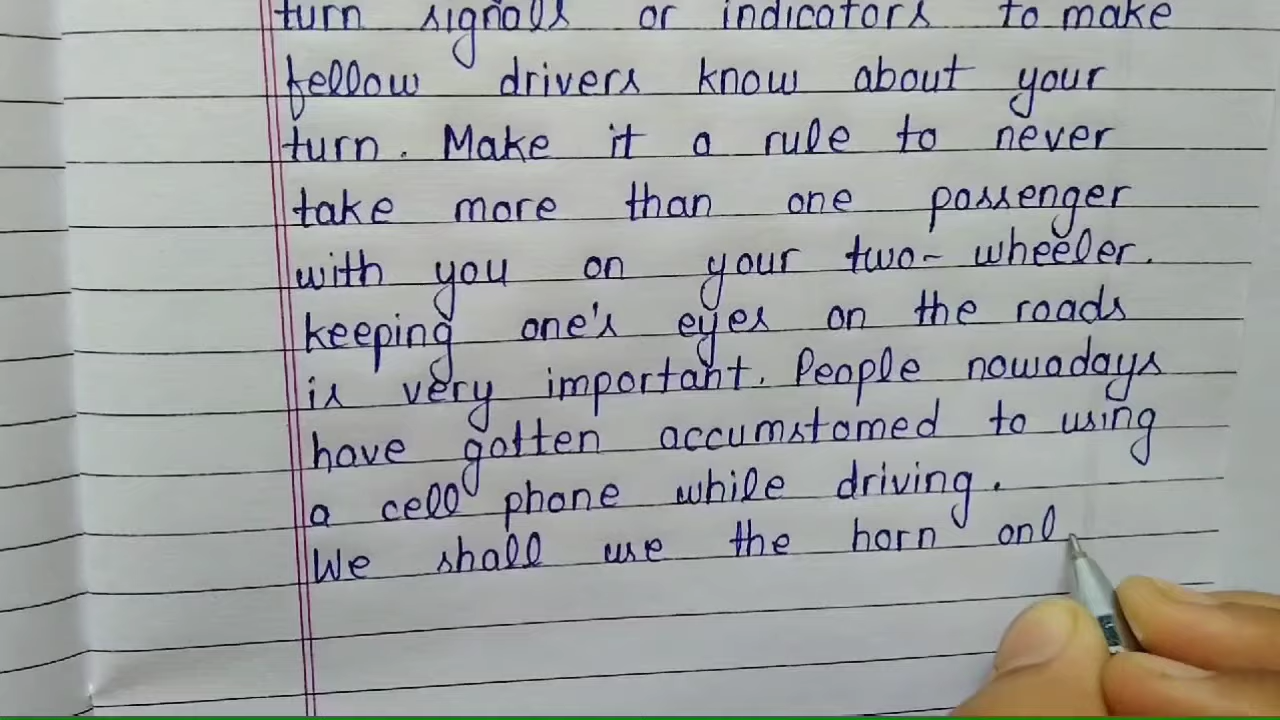 turn signals or indicators to make
fellow drivers know about your
turn. Make it a rule to never
take more than one passenger
with you on your two-wheeler.
keeping one's eyes on the roads
is very important. People nowadays
have gotten accumstomed to using
a cell phone while driving.
We shall use the horn onl